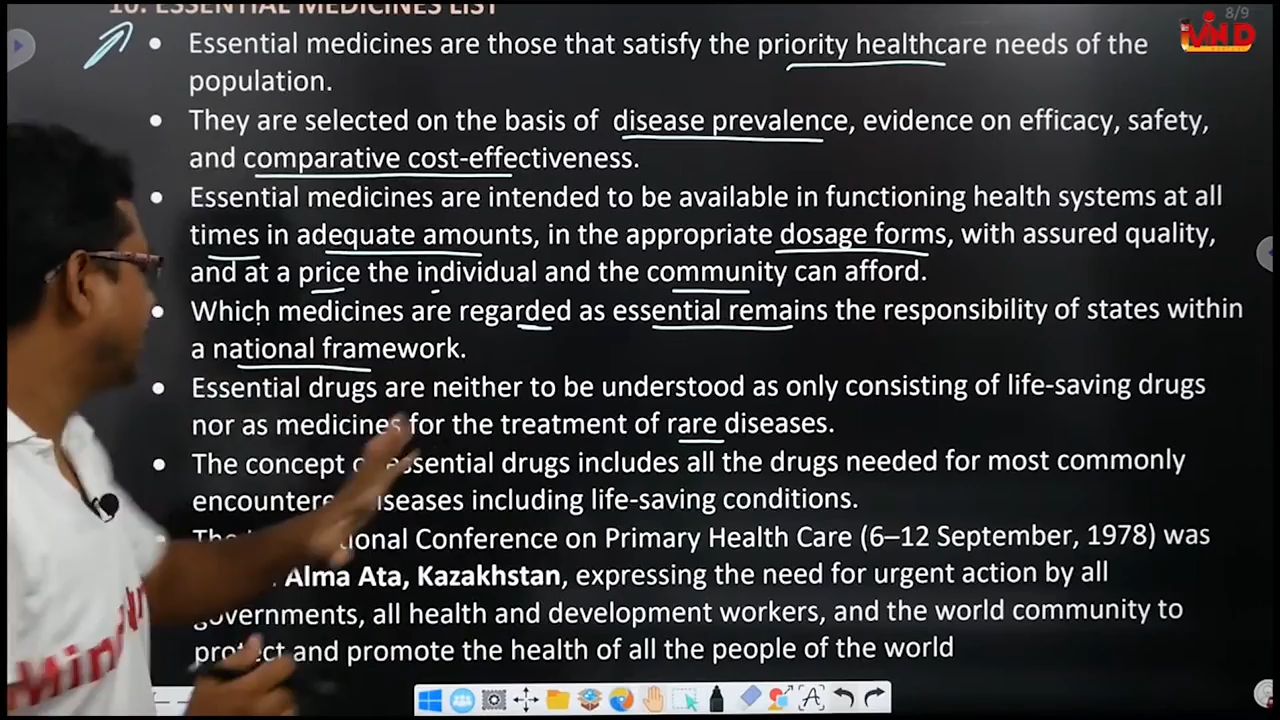 10. ESSENTIAL MEDICINES LIST
8/9
MIND
• Essential medicines are those that satisfy the priority healthcare needs of the
population.
• They are selected on the basis of disease prevalence, evidence on efficacy, safety,
and comparative cost-effectiveness.
• Essential medicines are intended to be available in functioning health systems at all
times in adequate amounts, in the appropriate dosage forms, with assured quality,
and at a price the individual and the community can afford.
• Which medicines are regarded as essential remains the responsibility of states within
a national framework.
• Essential drugs are neither to be understood as only consisting of life-saving drugs
nor as medicines for the treatment of rare diseases.
• The concept essential drugs includes all the drugs needed for most commonly
diseases including life-saving conditions.
Conference on Primary Health Care (6–12 September, 1978) was
Alma Ata, Kazakhstan, expressing the need for urgent action by all
governments, all health and development workers, and the world community to
protect and promote the health of all the people of the world